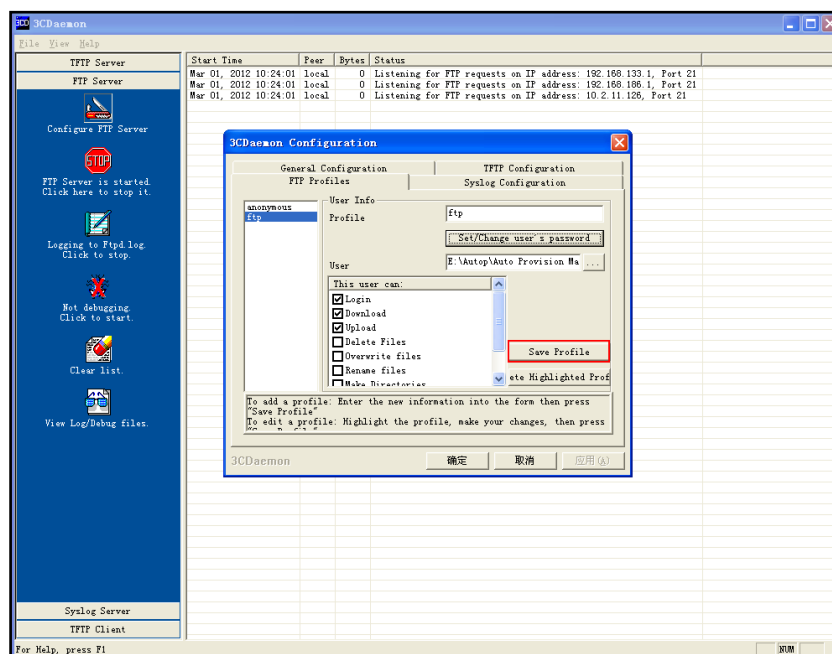 3CDaemon
File View Help
TFTP Server
FTP Server
Configure FTP Server
FTP Server is started.
Click here to stop it.
Logging to Ftpd.log.
Click to stop.
Not debugging.
Click to start.
Clear list.
View Log/Debug files.
Syslog Server
TFTP Client
Start Time Peer Bytes Status
Mar 01, 2012 10:24:01 local 0 Listening for FTP requests on IP address: 192.168.133.1, Port 21
Mar 01, 2012 10:24:01 local 0 Listening for FTP requests on IP address: 192.168.186.1, Port 21
Mar 01, 2012 10:24:01 local 0 Listening for FTP requests on IP address: 10.2.11.126, Port 21
3CDaemon Configuration
General Configuration TFTP Configuration
FTP Profiles Syslog Configuration
anonymous
ftp
User Info
Profile ftp
Set/Change user's password
User E:\Autop\Auto Provision Ma ...
This user can:
Login
Download
Upload
Delete Files
Overwrite files
Rename files
Make Directories
Save Profile
ete Highlighted Prof
To add a profile: Enter the new information into the form then press
"Save Profile"
To edit a profile: Highlight the profile, make your changes, then press
3CDaemon
确定 取消 应用(A)
For Help, press F1
NUM